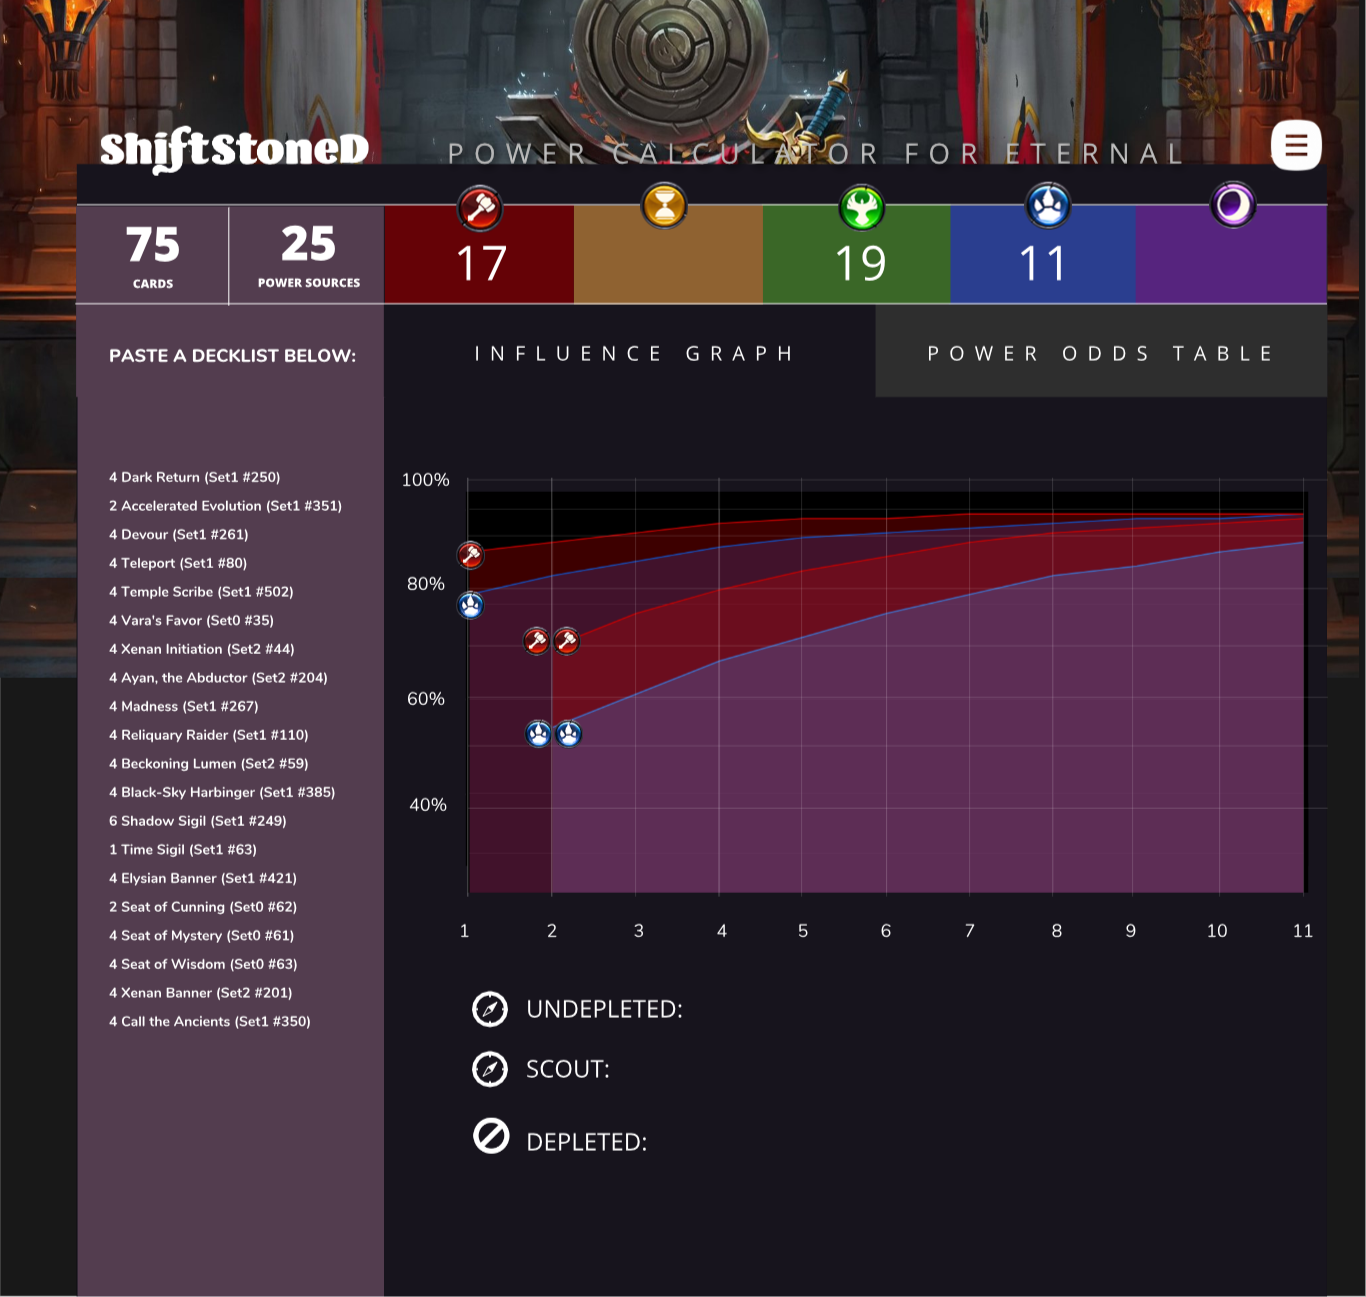 ShiftStoneD
POWER CALCULATOR FOR ETERNAL
75
CARDS
25
POWER SOURCES
17
19
11
PASTE A DECKLIST BELOW:
INFLUENCE GRAPH
POWER ODDS TABLE
4 Dark Return (Set1 #250)
2 Accelerated Evolution (Set1 #351)
4 Devour (Set1 #261)
4 Teleport (Set1 #80)
4 Temple Scribe (Set1 #502)
4 Vara's Favor (Set0 #35)
4 Xenan Initiation (Set2 #44)
4 Ayan, the Abductor (Set2 #204)
4 Madness (Set1 #267)
4 Reliquary Raider (Set1 #110)
4 Beckoning Lumen (Set2 #59)
4 Black-Sky Harbinger (Set1 #385)
6 Shadow Sigil (Set1 #249)
1 Time Sigil (Set1 #63)
4 Elysian Banner (Set1 #421)
2 Seat of Cunning (Set0 #62)
4 Seat of Mystery (Set0 #61)
4 Seat of Wisdom (Set0 #63)
4 Xenan Banner (Set2 #201)
4 Call the Ancients (Set1 #350)
100%
80%
60%
40%
1 2 3 4 5 6 7 8 9 10 11
UNDEPLETED:
SCOUT:
DEPLETED: